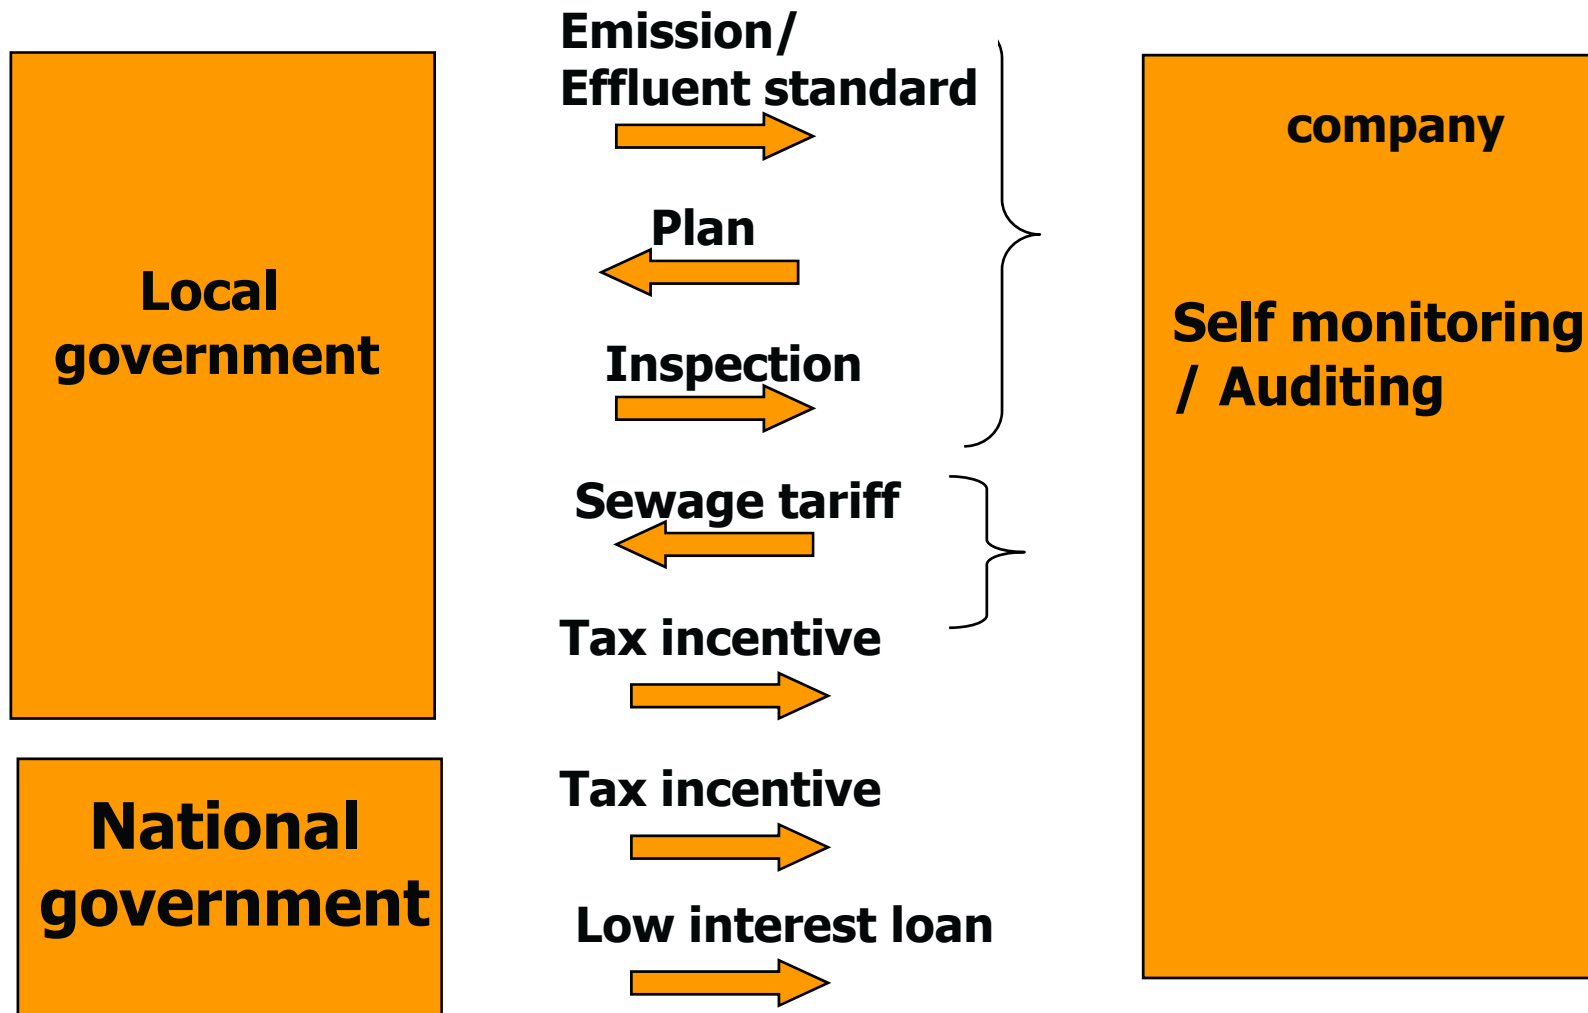 Emission/
Effluent standard
Plan
Inspection
Sewage tariff
Tax incentive
Tax incentive
Low interest loan
Local
government
National
government
company
Self monitoring
/ Auditing